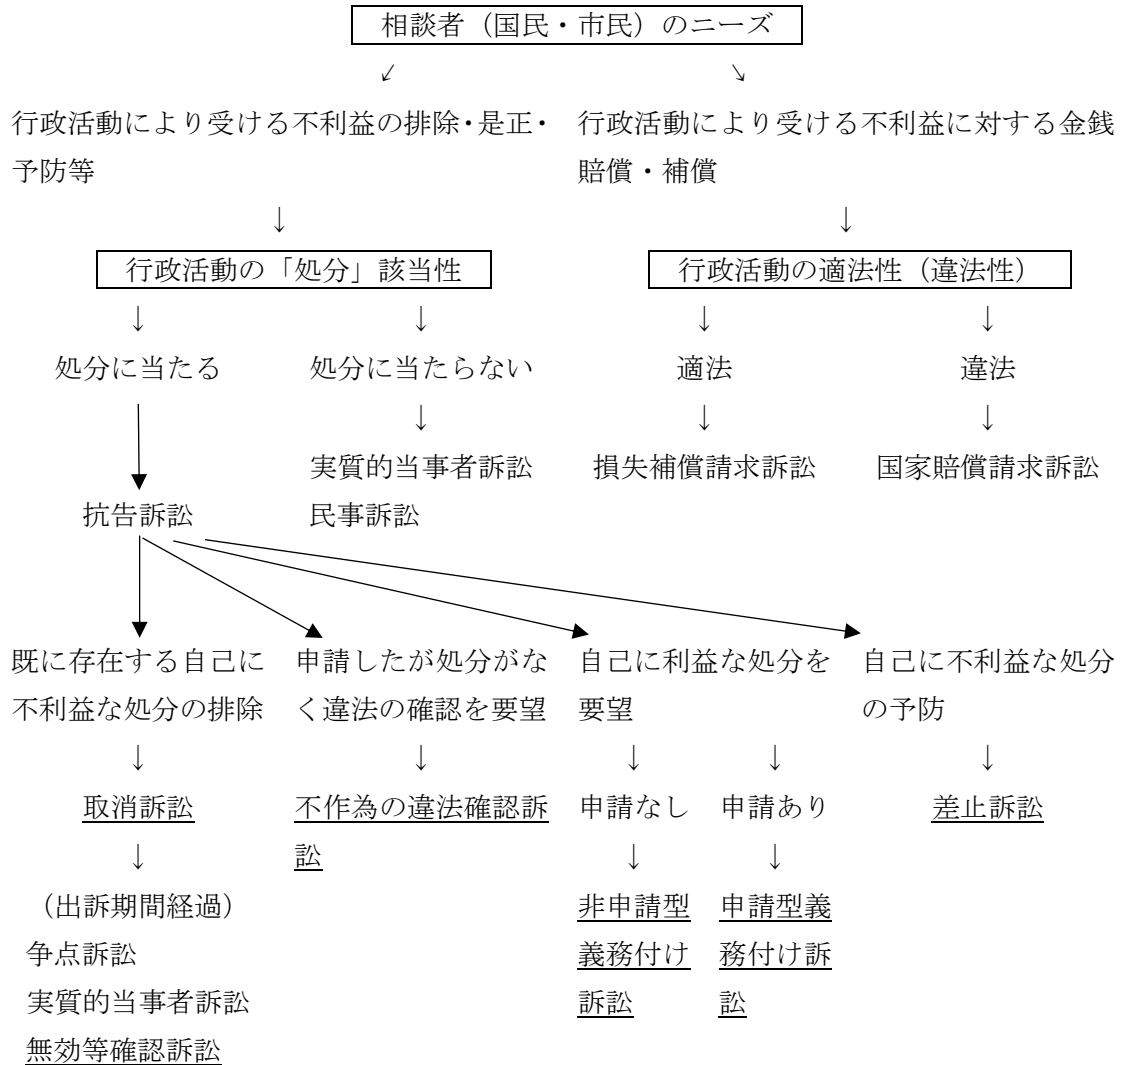 相談者（国民・市民）のニーズ
↙ ↘
行政活動により受ける不利益の排除・是正・
予防等
行政活動により受ける不利益に対する金銭
賠償・補償
↓ ↓
行政活動の「処分」該当性 行政活動の適法性（違法性）
↓ ↓ ↓ ↓
処分に当たる 処分に当たらない 適法 違法
↓ ↓ ↓
実質的当事者訴訟 損失補償請求訴訟 国家賠償請求訴訟
抗告訴訟 民事訴訟
既に存在する自己に
不利益な処分の排除
申請したが処分がな
く違法の確認を要望
自己に利益な処分を
要望
自己に不利益な処分
の予防
↓ ↓ ↓ ↓ ↓
取消訴訟
不作為の違法確認訴
訟
申請なし 申請あり
差止訴訟
↓ ↓ ↓
（出訴期間経過）
争点訴訟
実質的当事者訴訟
無効等確認訴訟
非申請型
義務付け
訴訟
申請型義
務付け訴
訟